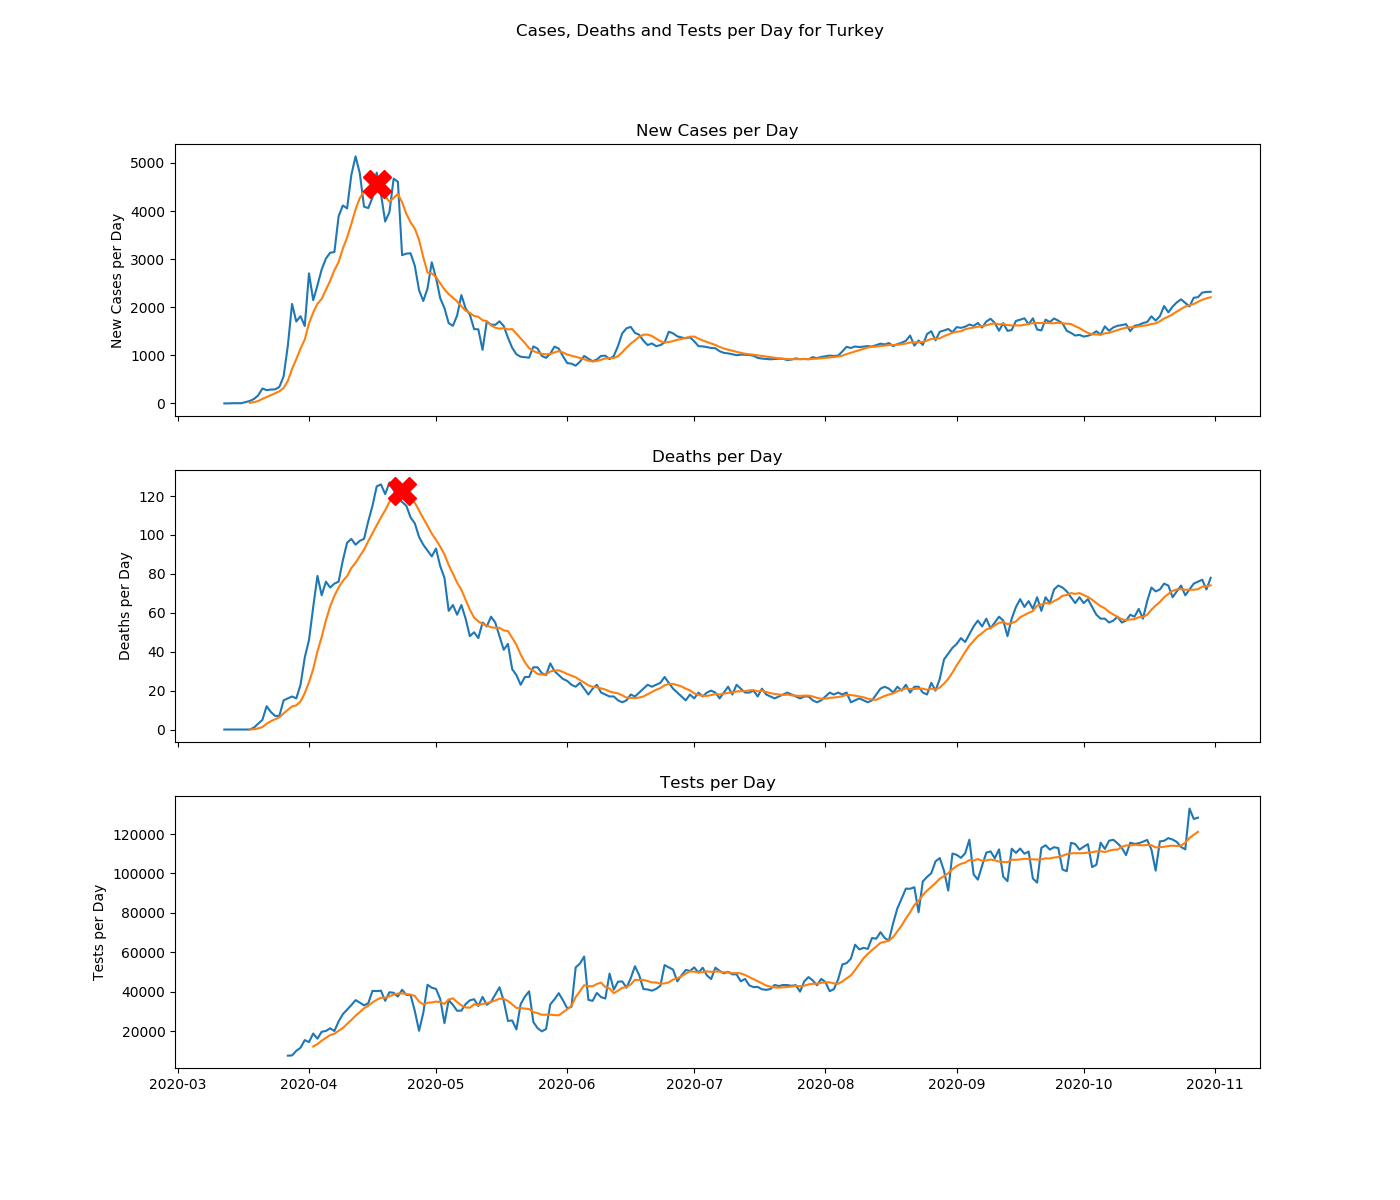 Cases, Deaths and Tests per Day for Turkey
New Cases per Day
New Cases per Day
5000
4000
3000
2000
1000
0
Deaths per Day
Deaths per Day
120
100
80
60
40
20
0
Tests per Day
Tests per Day
120000
100000
80000
60000
40000
20000
2020-03 2020-04 2020-05 2020-06 2020-07 2020-08 2020-09 2020-10 2020-11